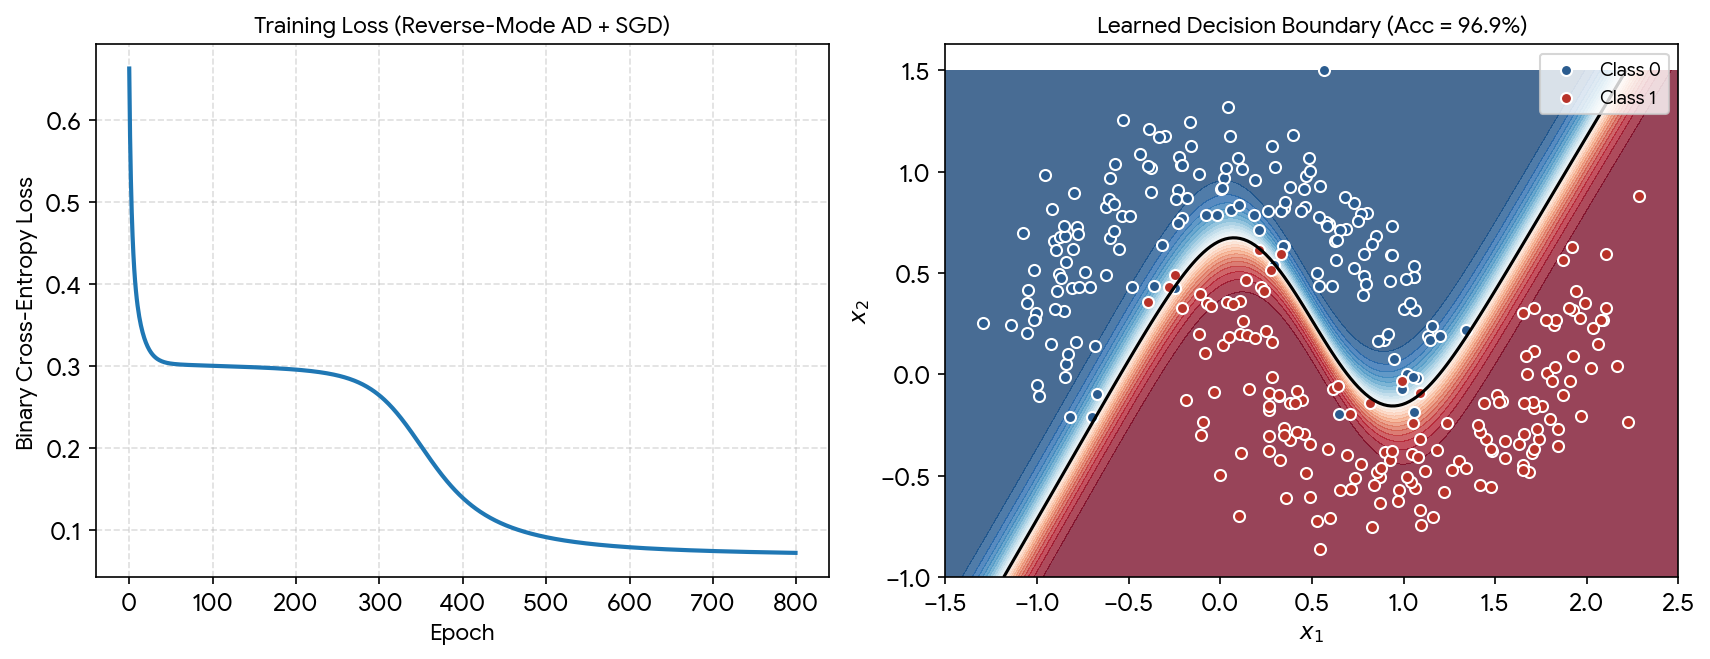 Training Loss (Reverse-Mode AD + SGD)
Binary Cross-Entropy Loss
0.6
0.5
0.4
0.3
0.2
0.1
0 100 200 300 400 500 600 700 800
Epoch
Learned Decision Boundary (Acc = 96.9%)
Class 0
Class 1
x₂
1.5
1.0
0.5
0.0
−0.5
−1.0
−1.5 −1.0 −0.5 0.0 0.5 1.0 1.5 2.0 2.5
x₁